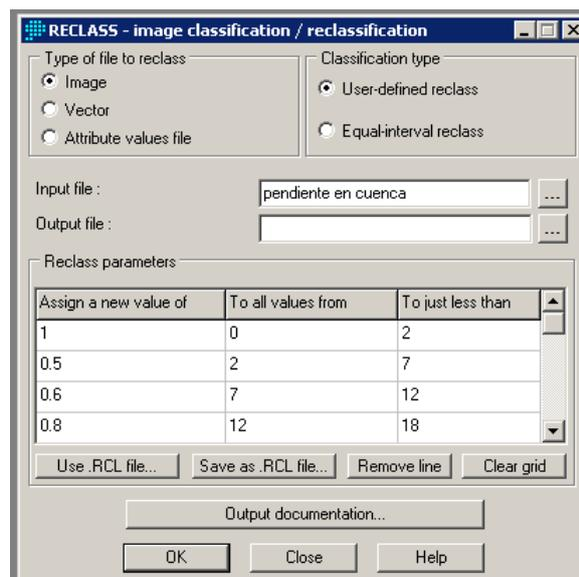 RECLASS - image classification / reclassification
Type of file to reclass
Image
Vector
Attribute values file
Classification type
User-defined reclass
Equal-interval reclass
Input file :
pendiente en cuenca
...
Output file :
...
Reclass parameters
Assign a new value of To all values from To just less than
1 0 2
0.5 2 7
0.6 7 12
0.8 12 18
Use .RCL file... Save as .RCL file... Remove line Clear grid
Output documentation...
OK Close Help